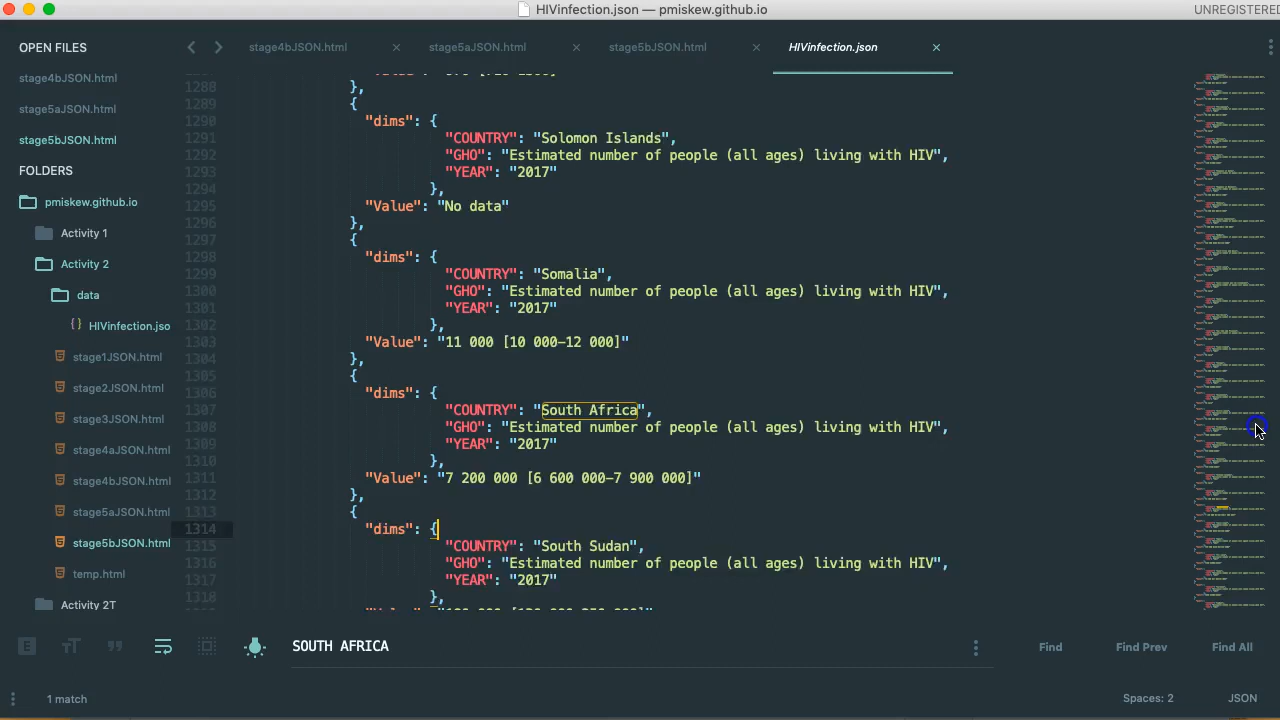 HIVinfection.json — pmiskew.github.io
UNREGISTERED
OPEN FILES
stage4bJSON.html
stage5aJSON.html
stage5bJSON.html
FOLDERS
pmiskew.github.io
Activity 1
Activity 2
data
{ } HIVinfection.jso
stage1JSON.html
stage2JSON.html
stage3JSON.html
stage4aJSON.html
stage4bJSON.html
stage5aJSON.html
stage5bJSON.html
temp.html
Activity 2T
stage4bJSON.html × stage5aJSON.html × stage5bJSON.html × HIVinfection.json ×
1288 },
1289 {
1290 "dims": {
1291 "COUNTRY": "Solomon Islands",
1292 "GHO": "Estimated number of people (all ages) living with HIV",
1293 "YEAR": "2017"
1294 },
1295 "Value": "No data"
1296 },
1297 {
1298 "dims": {
1299 "COUNTRY": "Somalia",
1300 "GHO": "Estimated number of people (all ages) living with HIV",
1301 "YEAR": "2017"
1302 },
1303 "Value": "11 000 [10 000–12 000]"
1304 },
1305 {
1306 "dims": {
1307 "COUNTRY": "South Africa",
1308 "GHO": "Estimated number of people (all ages) living with HIV",
1309 "YEAR": "2017"
1310 },
1311 "Value": "7 200 000 [6 600 000–7 900 000]"
1312 },
1313 {
1314 "dims": {
1315 "COUNTRY": "South Sudan",
1316 "GHO": "Estimated number of people (all ages) living with HIV",
1317 "YEAR": "2017"
1318 },
SOUTH AFRICA
Find Find Prev Find All
1 match
Spaces: 2 JSON